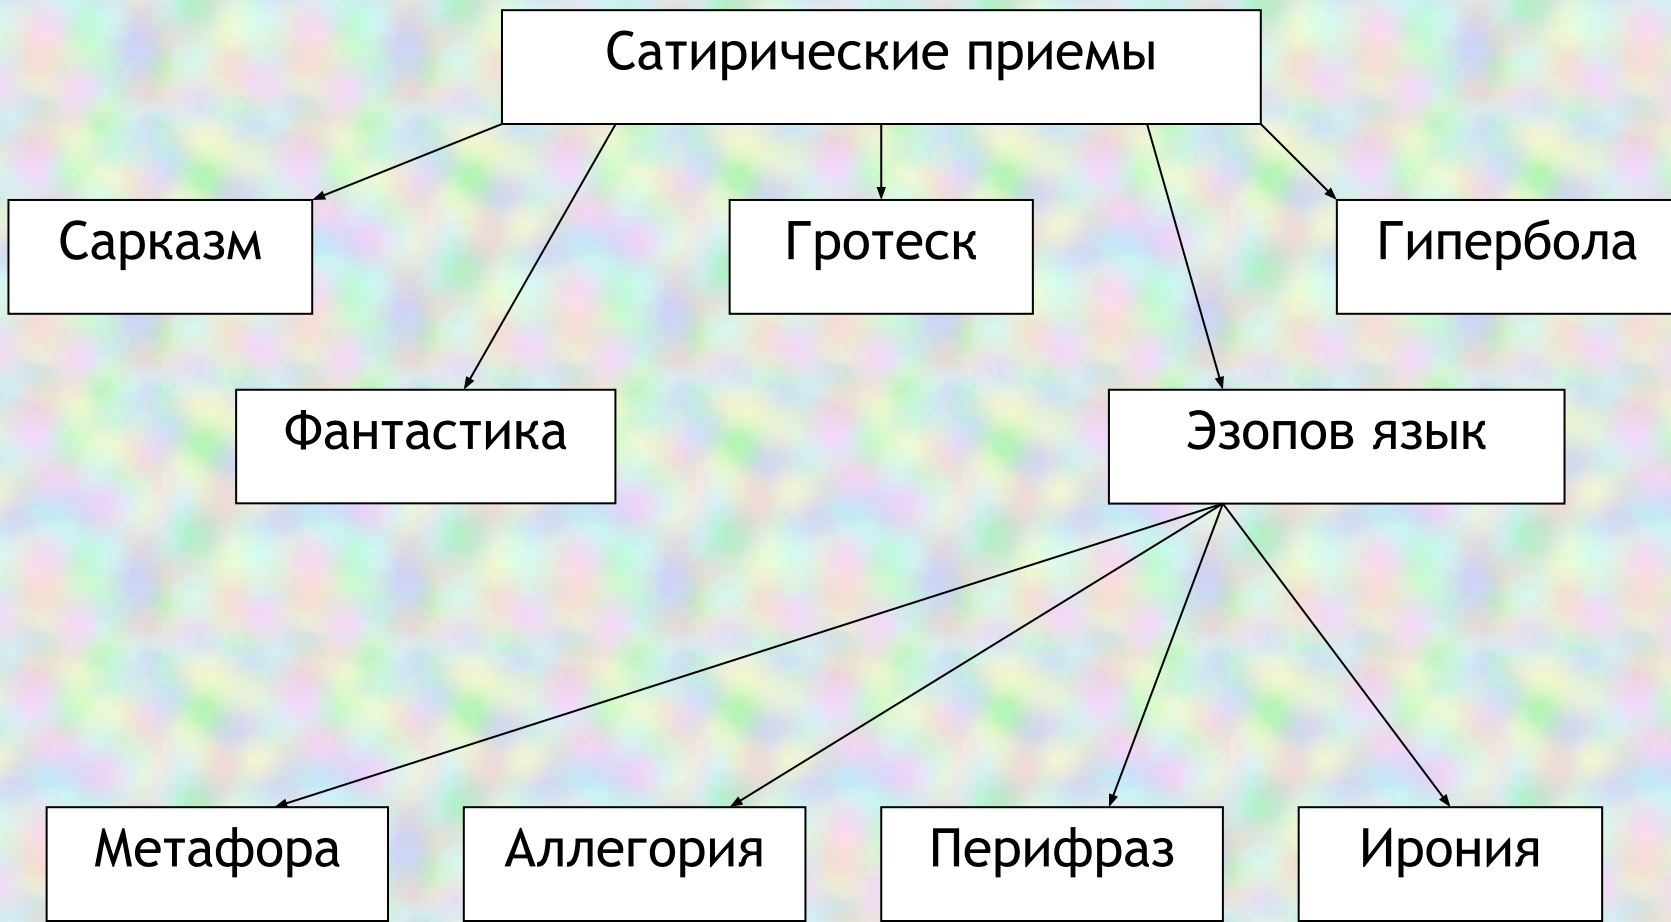 Сатирические приемы
Сарказм
Гротеск
Гипербола
Фантастика
Эзопов язык
Метафора
Аллегория
Перифраз
Ирония